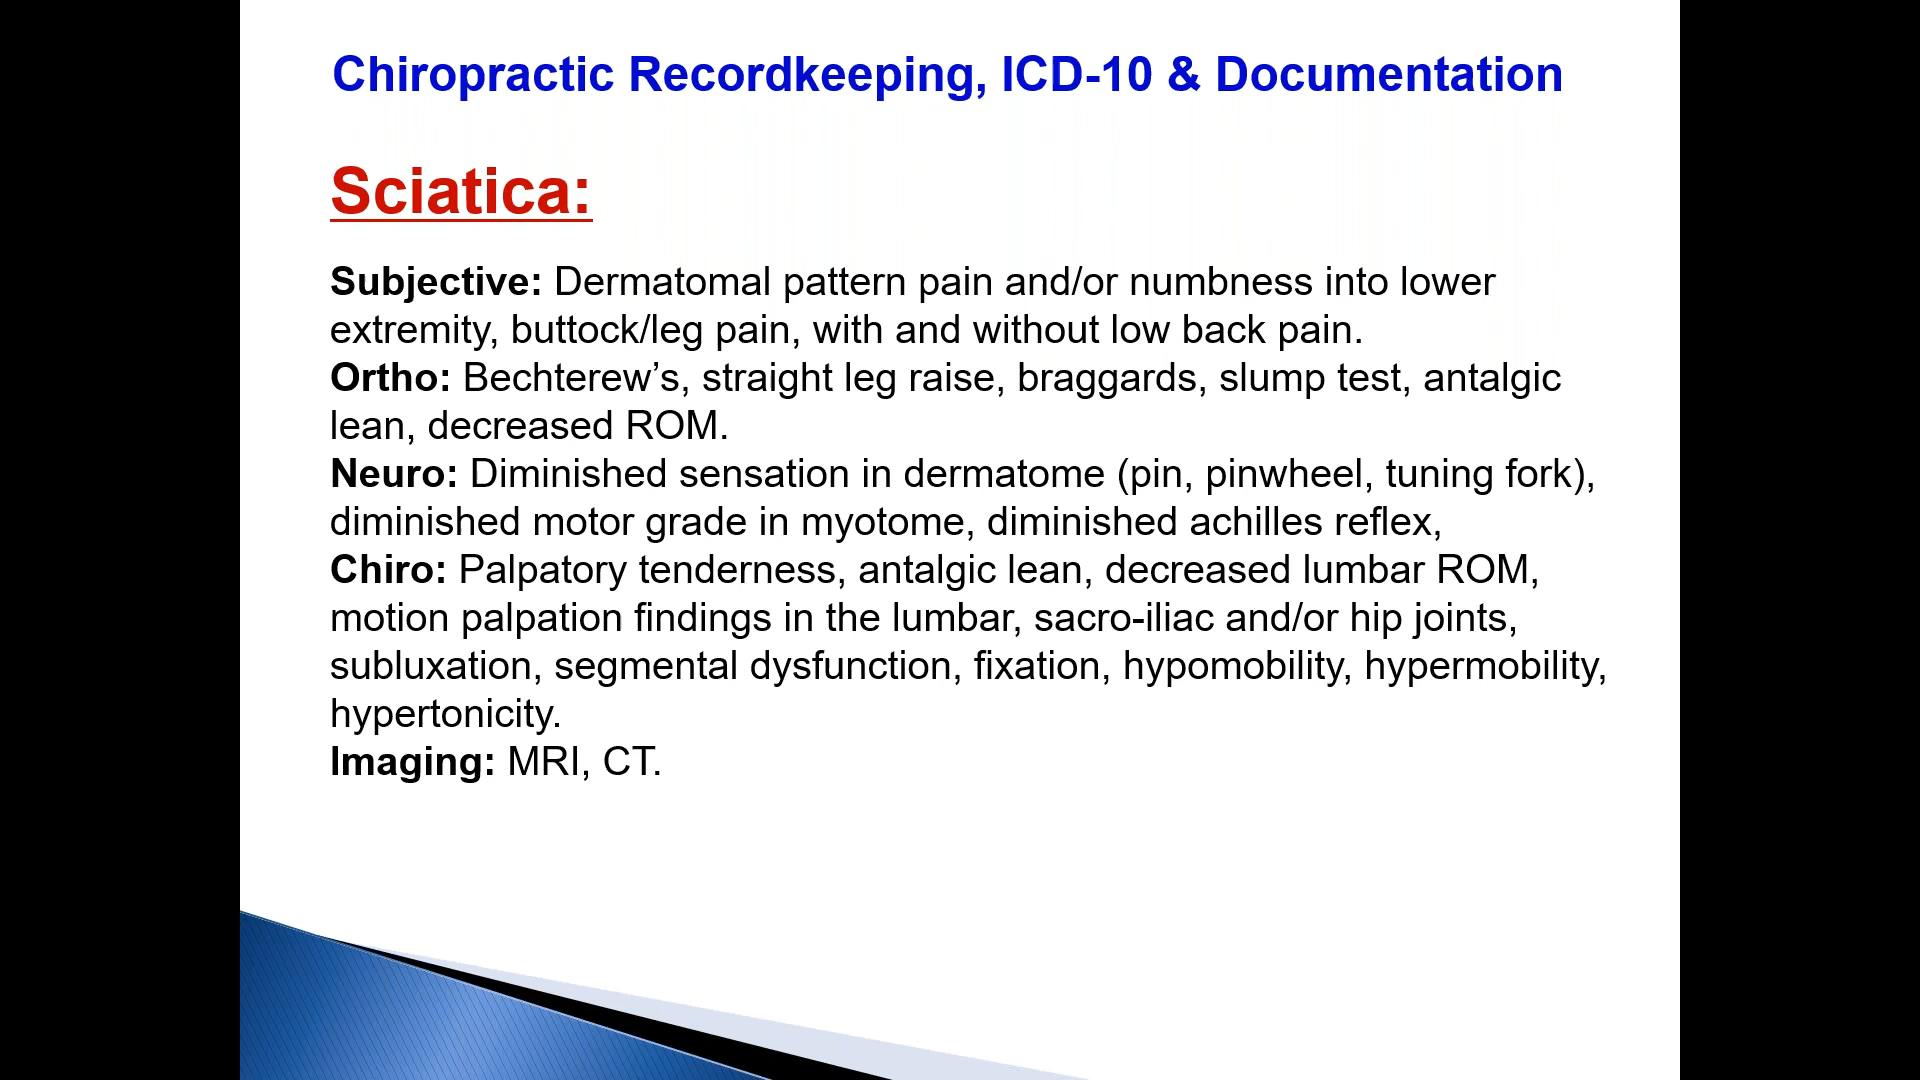 Chiropractic Recordkeeping, ICD-10 & Documentation
Sciatica:
Subjective: Dermatomal pattern pain and/or numbness into lower
extremity, buttock/leg pain, with and without low back pain.
Ortho: Bechterew’s, straight leg raise, braggards, slump test, antalgic
lean, decreased ROM.
Neuro: Diminished sensation in dermatome (pin, pinwheel, tuning fork),
diminished motor grade in myotome, diminished achilles reflex,
Chiro: Palpatory tenderness, antalgic lean, decreased lumbar ROM,
motion palpation findings in the lumbar, sacro-iliac and/or hip joints,
subluxation, segmental dysfunction, fixation, hypomobility, hypermobility,
hypertonicity.
Imaging: MRI, CT.